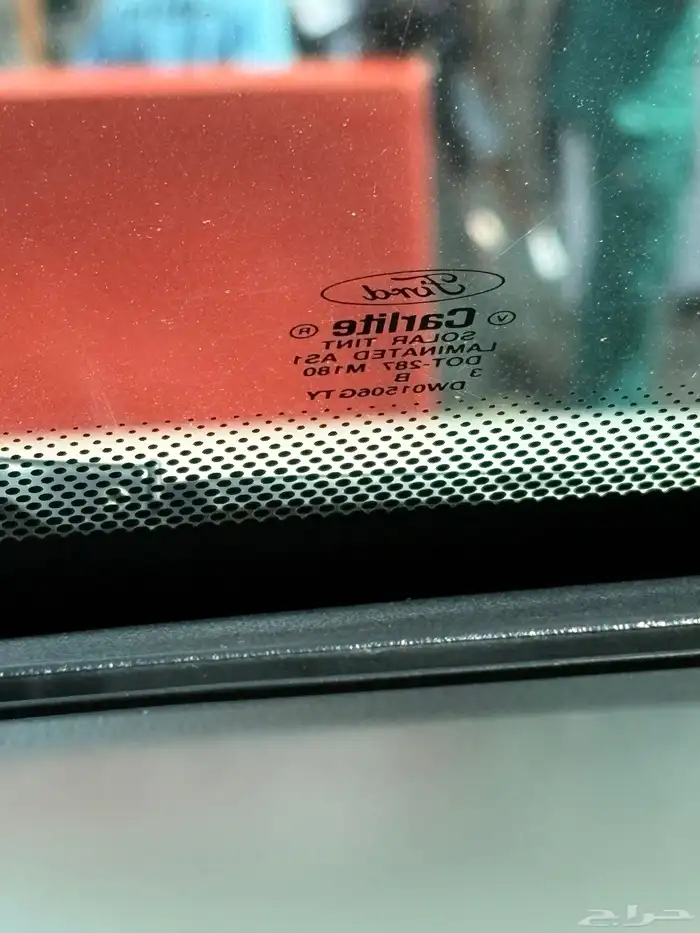 Ford
V Carlite ®
SOLAR TINT
LAMINATED AS1
DOT-287 M180
3
B
DW01506GTY
حراج